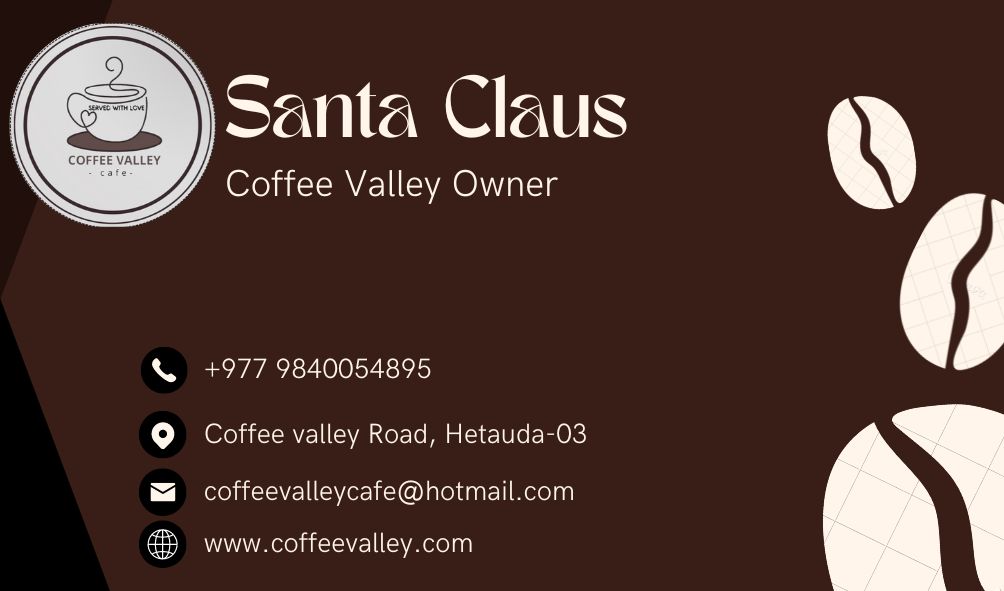 SERVED WITH LOVE
COFFEE VALLEY
- cafe-
Santa Claus
Coffee Valley Owner
+977 9840054895
Coffee valley Road, Hetauda-03
coffeevalleycafe@hotmail.com
www.coffeevalley.com